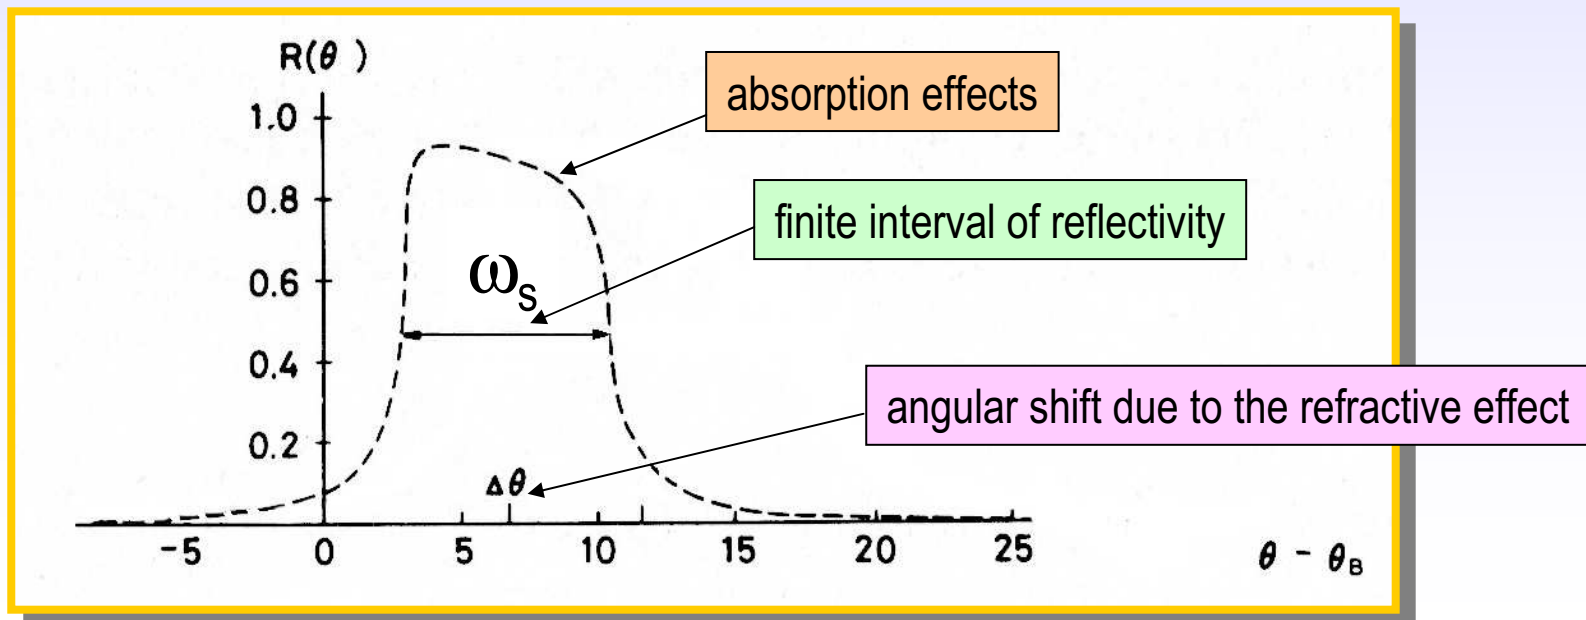 R(θ )
absorption effects
1.0
0.8
finite interval of reflectivity
0.6
ωs
0.4
angular shift due to the refractive effect
0.2
Δθ
-5 0 5 10 15 20 25 θ - θB